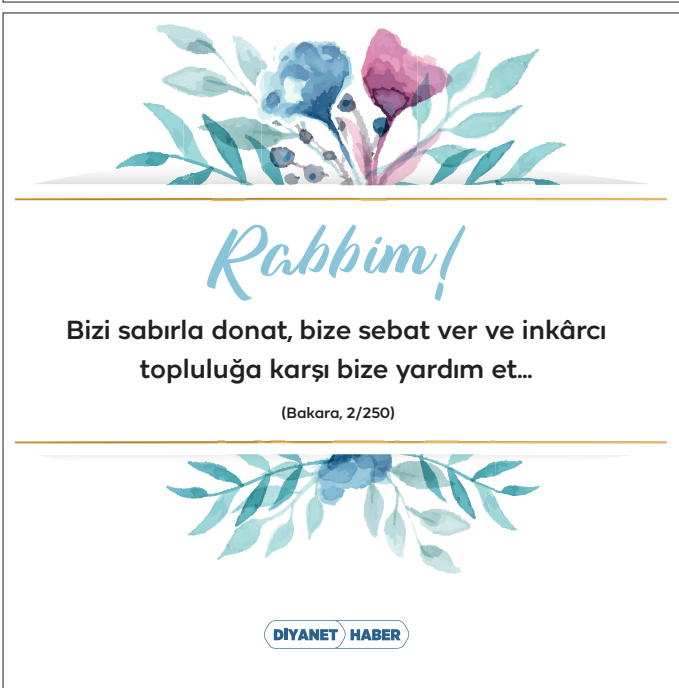 Rabbim!
Bizi sabırla donat, bize sebat ver ve inkârcı
topluluğa karşı bize yardım et...
(Bakara, 2/250)
DİYANET HABER